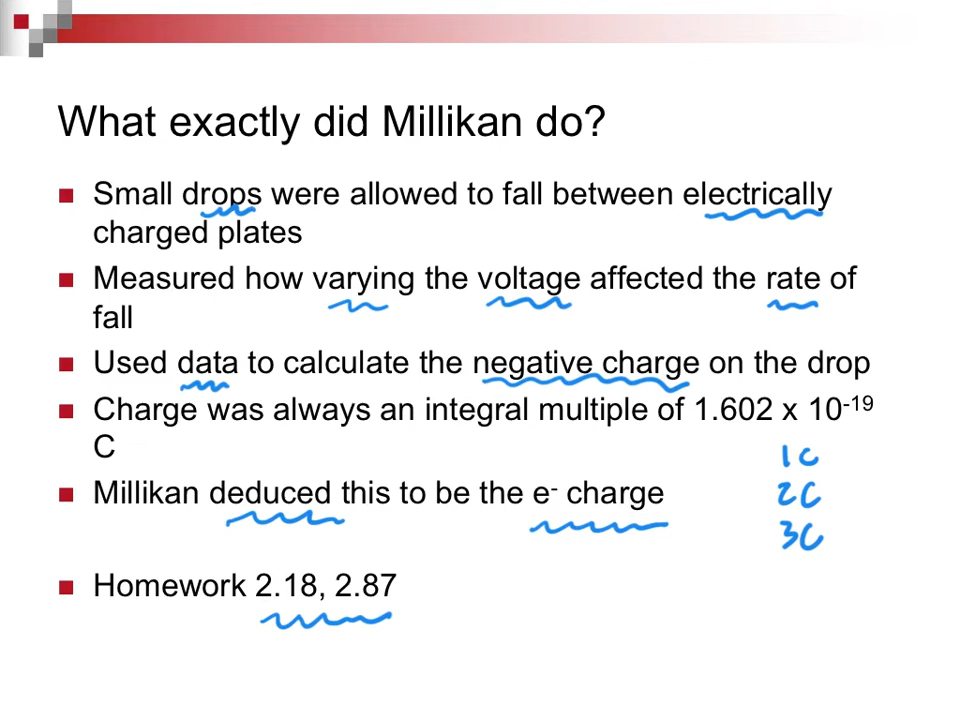 What exactly did Millikan do?
Small drops were allowed to fall between electrically
charged plates
Measured how varying the voltage affected the rate of
fall
Used data to calculate the negative charge on the drop
Charge was always an integral multiple of 1.602 x 10⁻¹⁹
C
1C
Millikan deduced this to be the e⁻ charge
2C
3C
Homework 2.18, 2.87